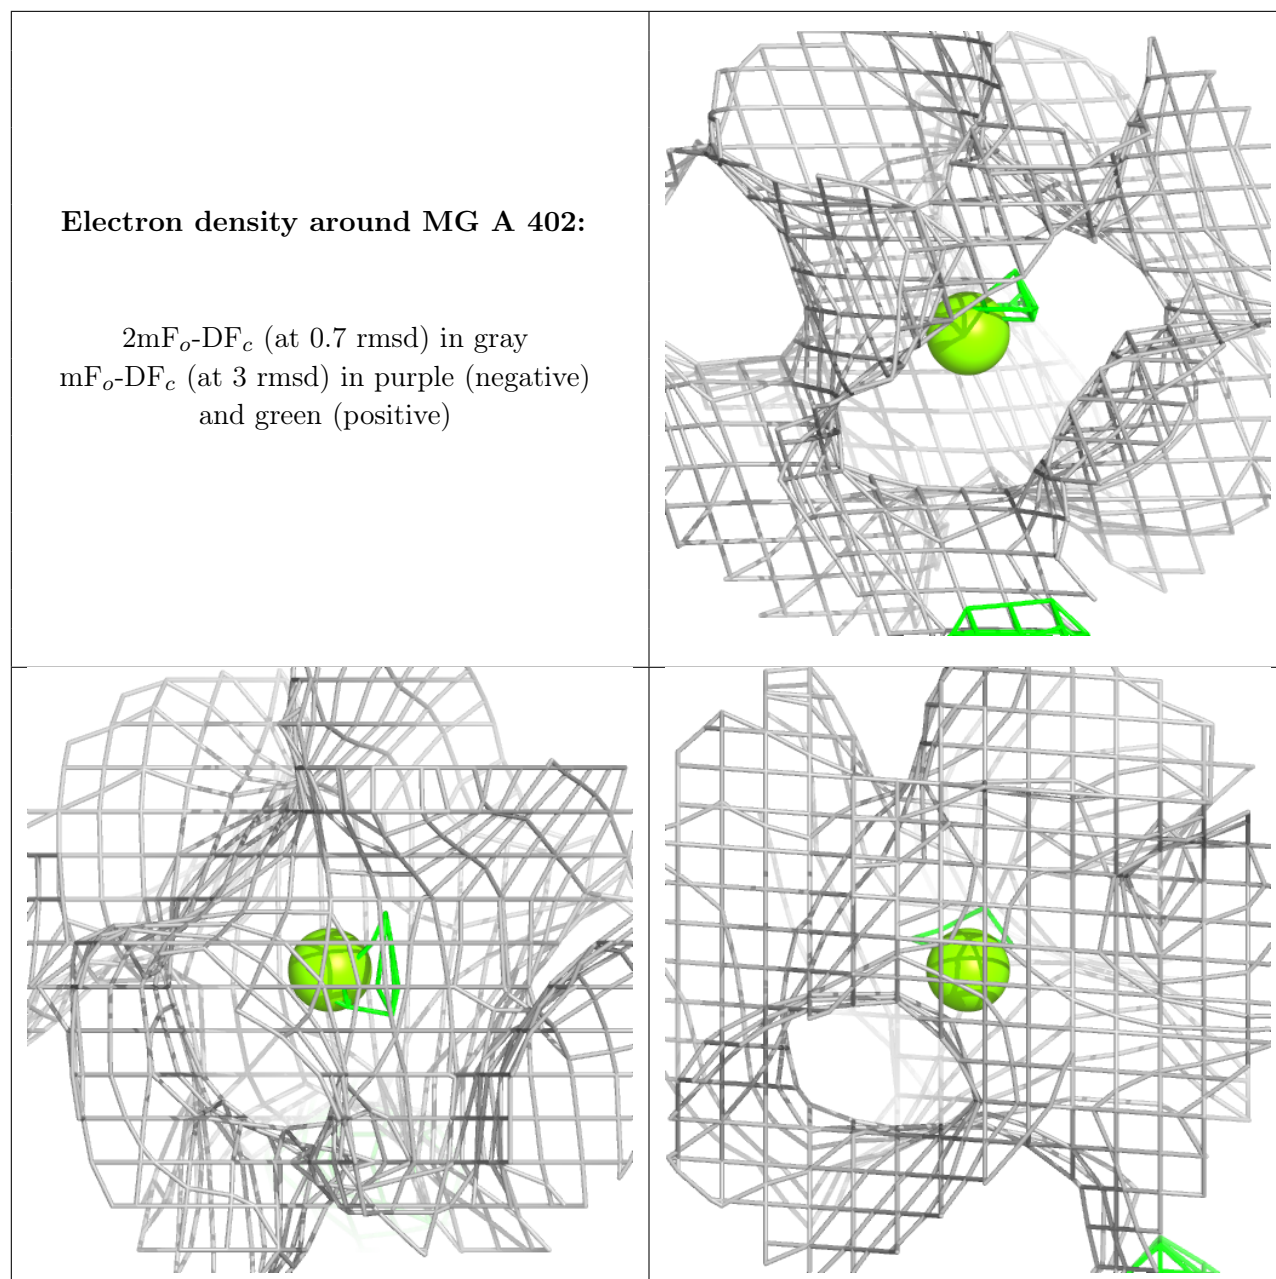 Electron density around MG A 402:
2mFo-DFc (at 0.7 rmsd) in gray
mFo-DFc (at 3 rmsd) in purple (negative)
and green (positive)